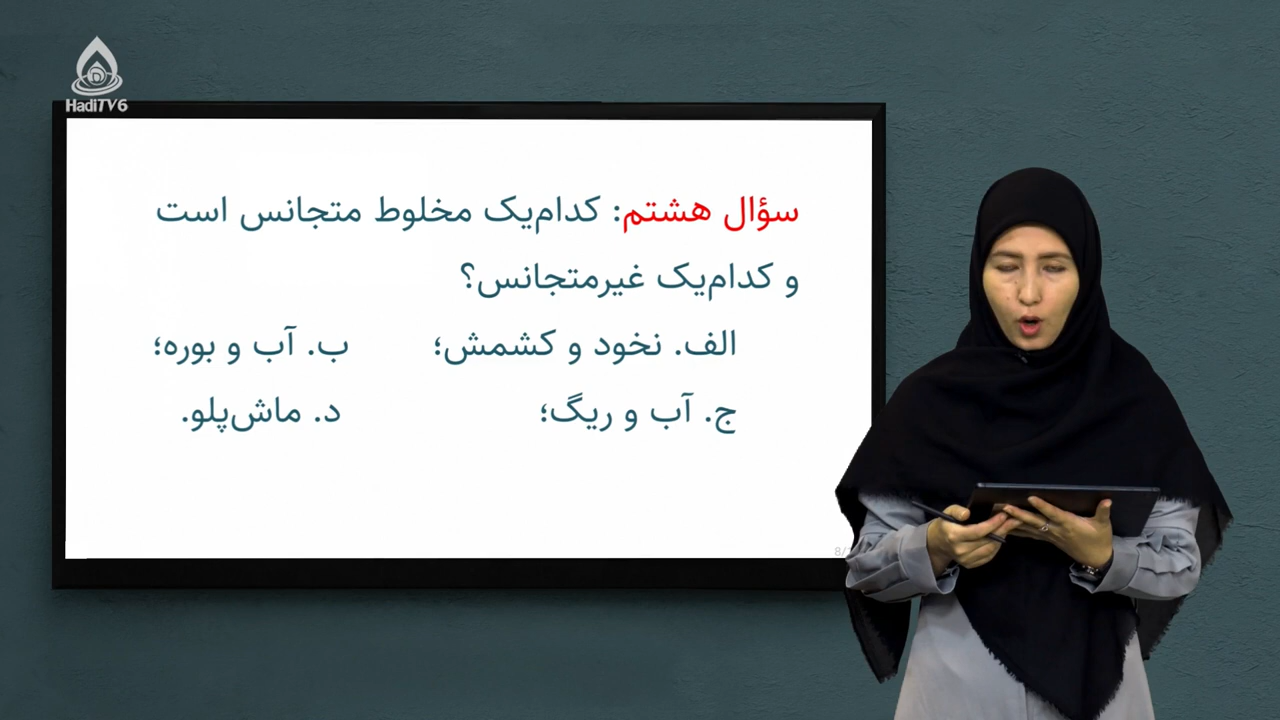 HadiTV6
سؤال هشتم: کدام‌یک مخلوط متجانس است
و کدام‌یک غیرمتجانس؟
الف. نخود و کشمش؛ ب. آب و بوره؛
ج. آب و ریگ؛ د. ماش‌پلو.